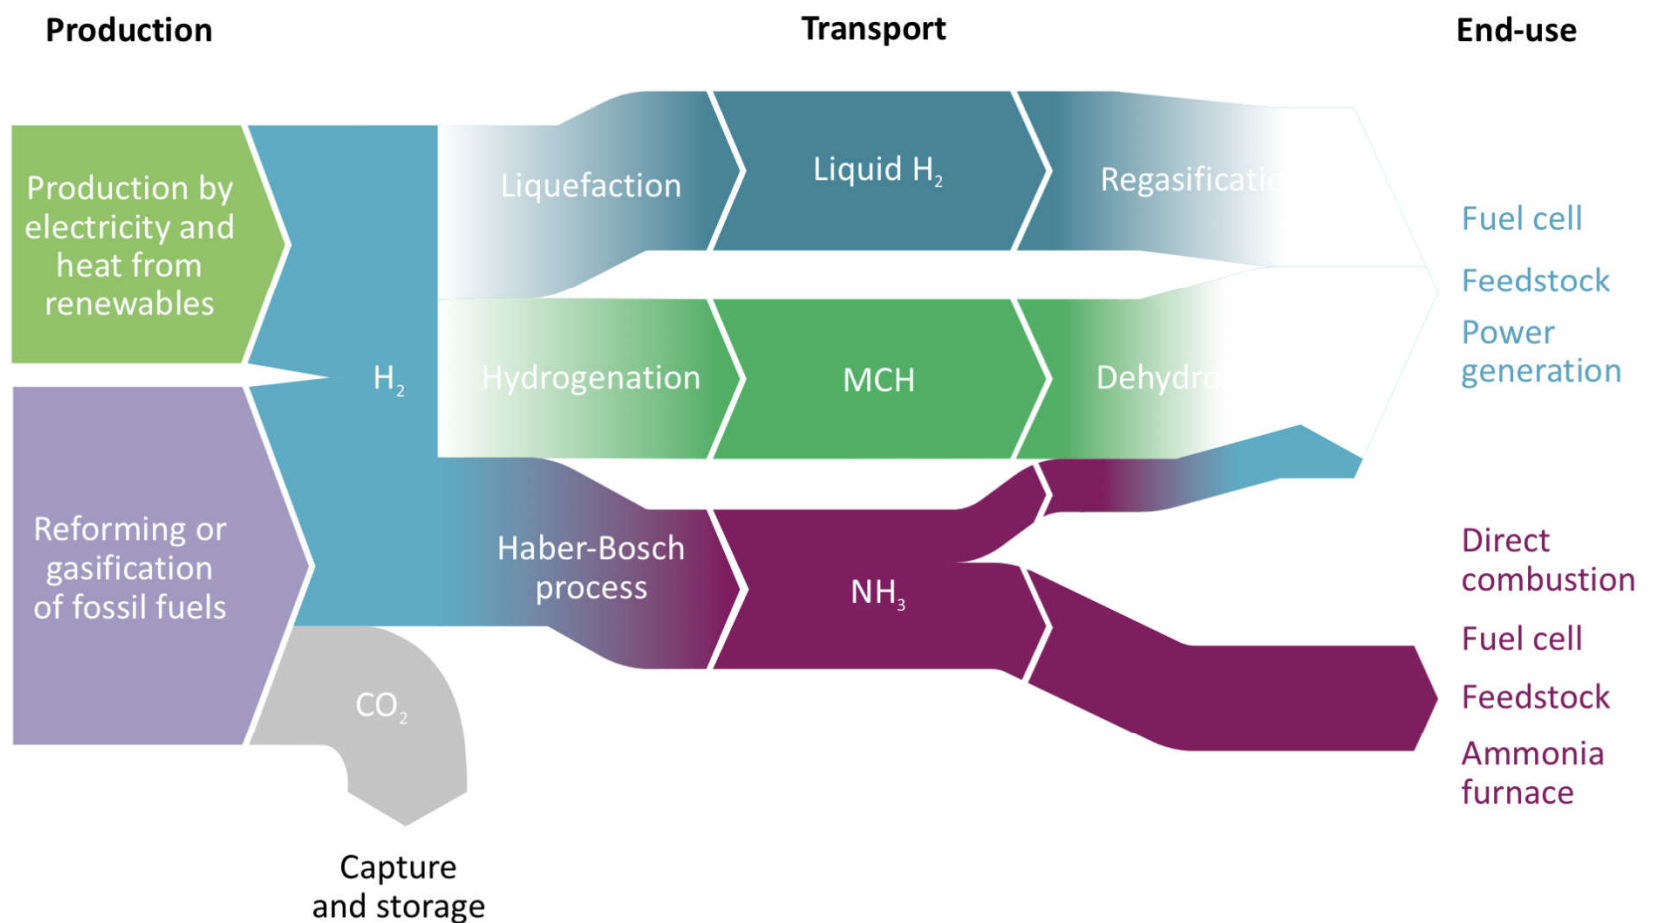 Production
Transport
End-use
Production by
electricity and
heat from
renewables
Reforming or
gasification
of fossil fuels
H₂
CO₂
Capture
and storage
Liquefaction
Liquid H₂
Regasificatio
Hydrogenation
MCH
Dehydro
Haber-Bosch
process
NH₃
Fuel cell
Feedstock
Power
generation
Direct
combustion
Fuel cell
Feedstock
Ammonia
furnace